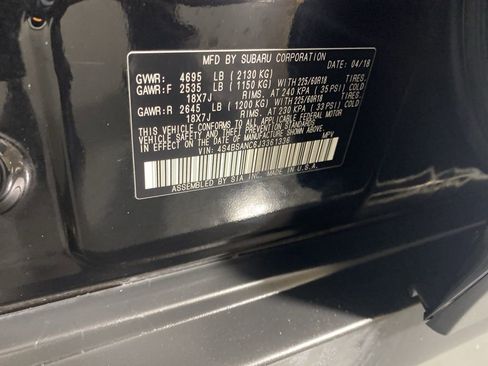 MFD BY SUBARU CORPORATION DATE: 04/18
GVWR: 4695 LB ( 2130 KG)
GAWR:F 2535 LB ( 1150 KG) WITH 225/60R18 TIRES.
18X7J RIMS. AT 240 KPA ( 35 PSI) COLD
GAWR:R 2645 LB ( 1200 KG) WITH 225/60R18 TIRES.
18X7J RIMS. AT 230 KPA ( 33 PSI) COLD
THIS VEHICLE CONFORMS TO ALL APPLICABLE
FEDERAL MOTOR VEHICLE SAFETY STANDARDS IN
EFFECT ON THE DATE OF MANUFACTURE SHOWN ABOVE.
VIN: 4S4BSANC6J3361336 MPV
ASSEMBLED BY SIA INC. MADE IN U.S.A.